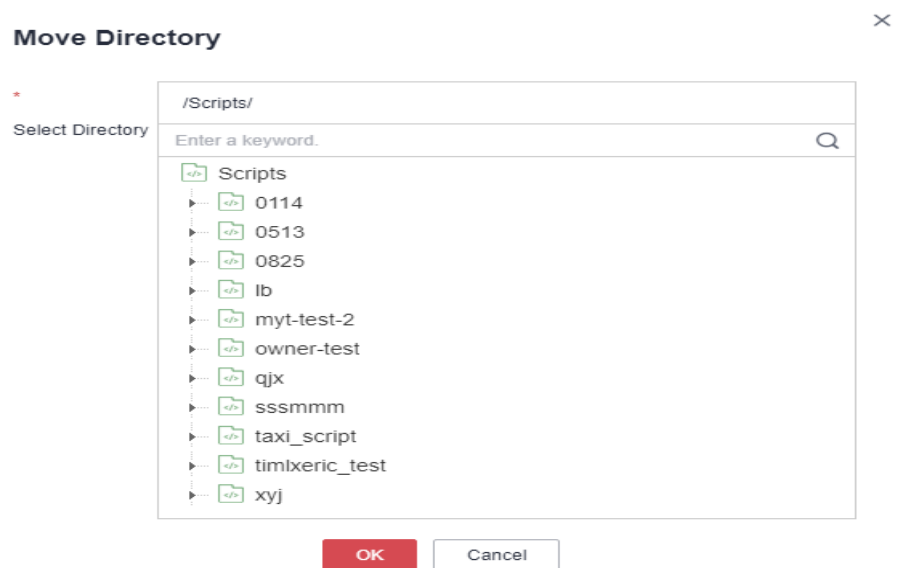 Move Directory
*
/Scripts/
Select Directory
Enter a keyword.
Scripts
0114
0513
0825
lb
myt-test-2
owner-test
qjx
sssmmm
taxi_script
timlxeric_test
xyj
OK
Cancel